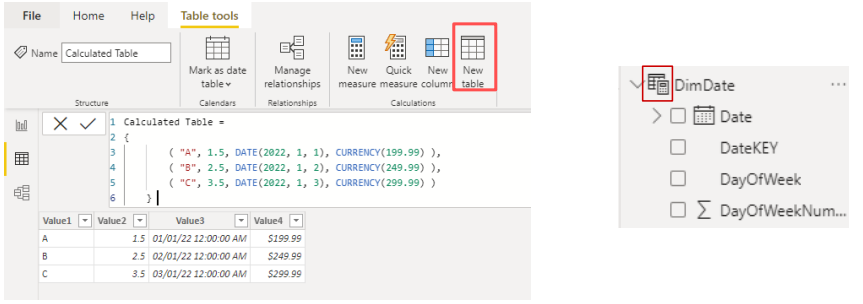 File Home Help Table tools
Name Calculated Table
Mark as date table
Manage relationships
New measure
Quick measure
New column
New table
Structure Calendars Relationships Calculations
1 Calculated Table =
2 {
3 ( "A", 1.5, DATE(2022, 1, 1), CURRENCY(199.99) ),
4 ( "B", 2.5, DATE(2022, 1, 2), CURRENCY(249.99) ),
5 ( "C", 3.5, DATE(2022, 1, 3), CURRENCY(299.99) )
6 }
Value1 Value2 Value3 Value4
A 1.5 01/01/22 12:00:00 AM $199.99
B 2.5 02/01/22 12:00:00 AM $249.99
C 3.5 03/01/22 12:00:00 AM $299.99
DimDate ...
Date
DateKEY
DayOfWeek
∑ DayOfWeekNum...